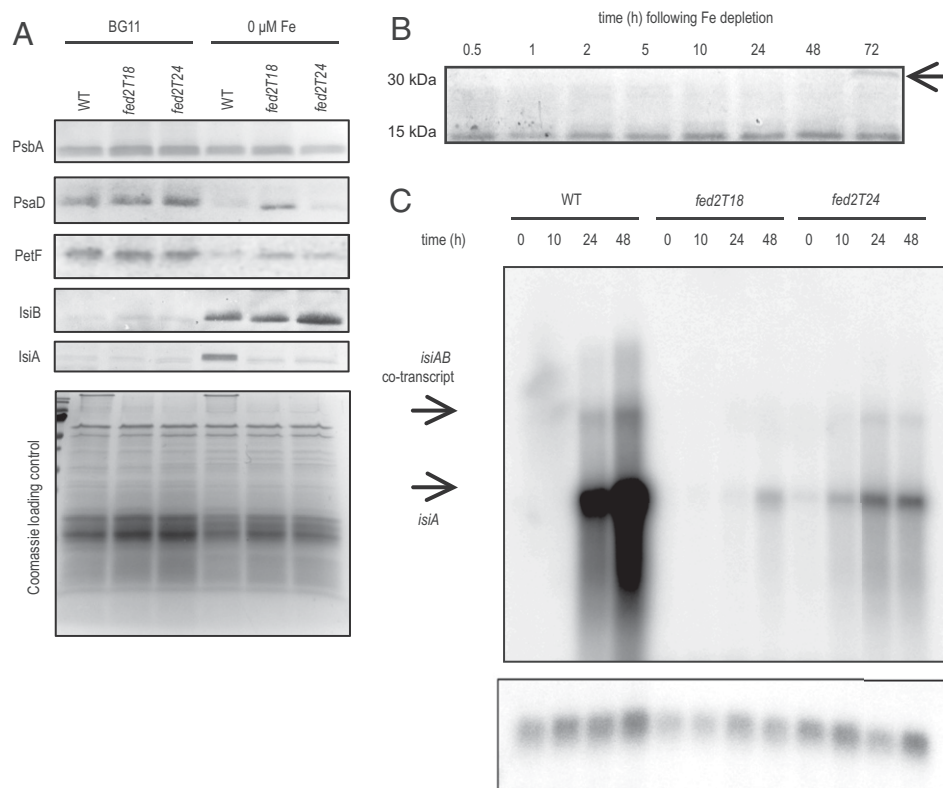 A
BG11
0 µM Fe
WT
fed2T18
fed2T24
WT
fed2T18
fed2T24
PsbA
PsaD
PetF
IsiB
IsiA
Coomassie loading control
B
time (h) following Fe depletion
0.5 1 2 5 10 24 48 72
30 kDa
15 kDa
C
WT fed2T18 fed2T24
time (h) 0 10 24 48 0 10 24 48 0 10 24 48
isiAB
co-transcript
isiA